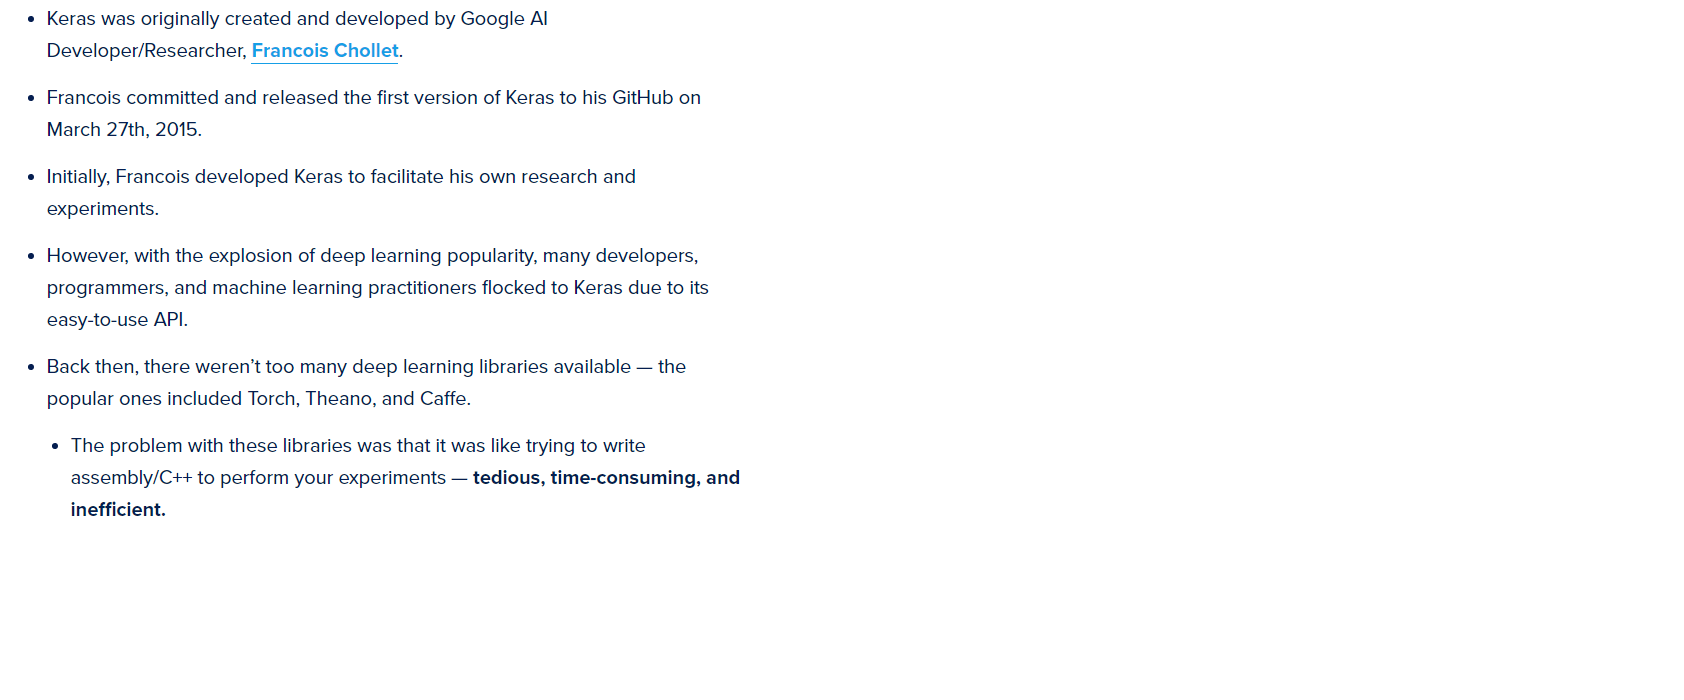 Keras was originally created and developed by Google AI
Developer/Researcher, Francois Chollet.
Francois committed and released the first version of Keras to his GitHub on
March 27th, 2015.
Initially, Francois developed Keras to facilitate his own research and
experiments.
However, with the explosion of deep learning popularity, many developers,
programmers, and machine learning practitioners flocked to Keras due to its
easy-to-use API.
Back then, there weren’t too many deep learning libraries available — the
popular ones included Torch, Theano, and Caffe.
The problem with these libraries was that it was like trying to write
assembly/C++ to perform your experiments — tedious, time-consuming, and
inefficient.